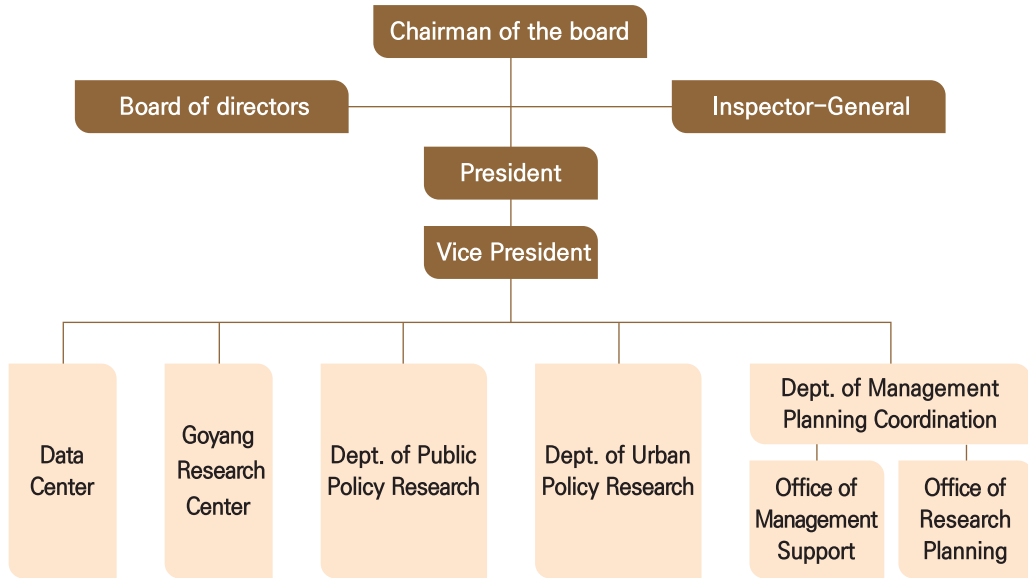 Chairman of the board
Board of directors
Inspector-General
President
Vice President
Data
Center
Goyang
Research
Center
Dept. of Public
Policy Research
Dept. of Urban
Policy Research
Dept. of Management
Planning Coordination
Office of
Management
Support
Office of
Research
Planning